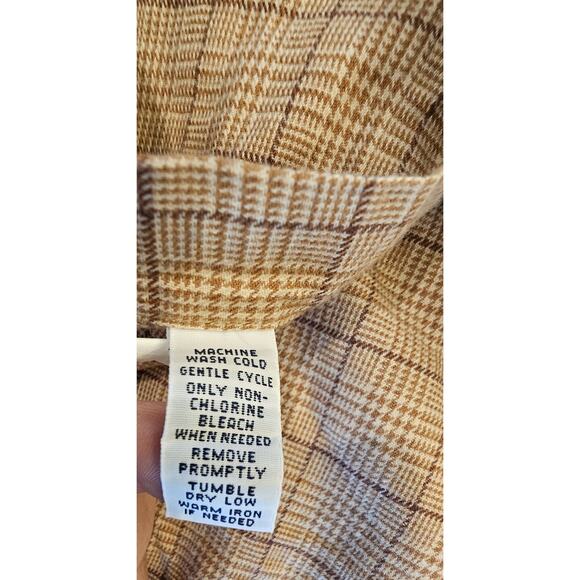 MACHINE
WASH COLD
GENTLE CYCLE
ONLY NON-
CHLORINE
BLEACH
WHEN NEEDED
REMOVE
PROMPTLY
TUMBLE
DRY LOW
WARM IRON
IF NEEDED